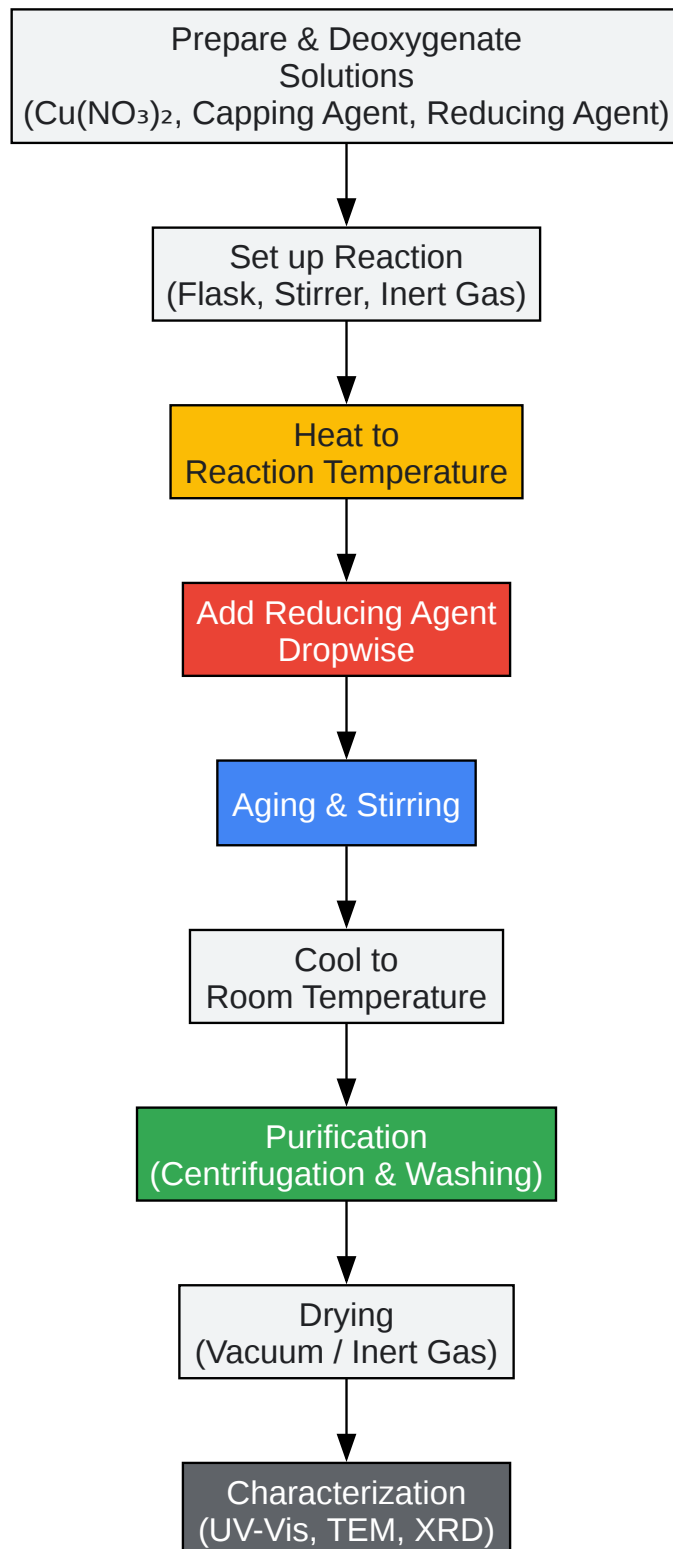 Prepare & Deoxygenate
Solutions
(Cu(NO₃)₂, Capping Agent, Reducing Agent)
Set up Reaction
(Flask, Stirrer, Inert Gas)
Heat to
Reaction Temperature
Add Reducing Agent
Dropwise
Aging & Stirring
Cool to
Room Temperature
Purification
(Centrifugation & Washing)
Drying
(Vacuum / Inert Gas)
Characterization
(UV-Vis, TEM, XRD)